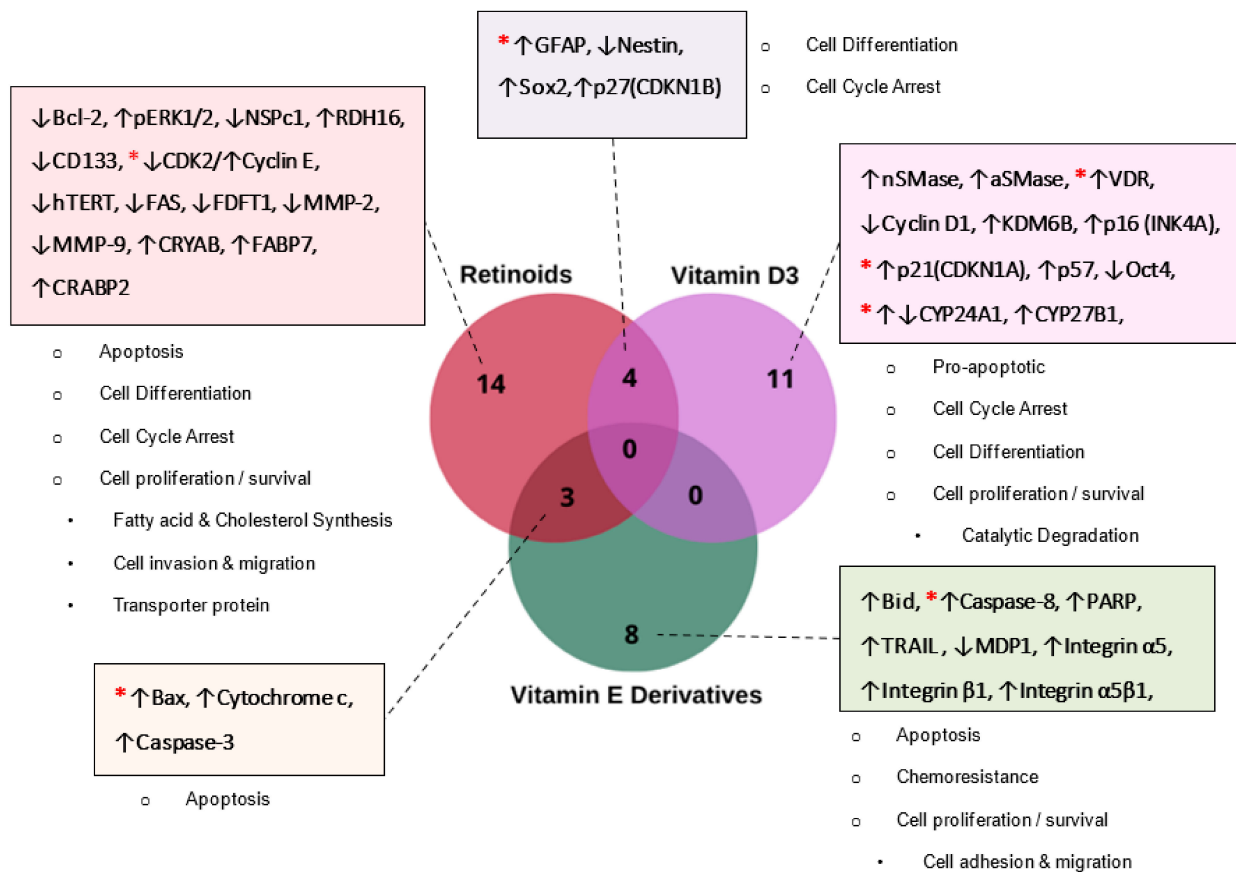 * ↑GFAP, ↓Nestin,
↑Sox2,↑p27(CDKN1B)
o Cell Differentiation
o Cell Cycle Arrest
↓Bcl-2, ↑pERK1/2, ↓NSPc1, ↑RDH16,
↓CD133, * ↓CDK2/↑Cyclin E,
↓hTERT, ↓FAS, ↓FDFT1, ↓MMP-2,
↓MMP-9, ↑CRYAB, ↑FABP7,
↑CRABP2
o Apoptosis
o Cell Differentiation
o Cell Cycle Arrest
o Cell proliferation / survival
• Fatty acid & Cholesterol Synthesis
• Cell invasion & migration
• Transporter protein
↑nSMase, ↑aSMase, *↑VDR,
↓Cyclin D1, ↑KDM6B, ↑p16 (INK4A),
* ↑p21(CDKN1A), ↑p57, ↓Oct4,
* ↑↓CYP24A1, ↑CYP27B1,
o Pro-apoptotic
o Cell Cycle Arrest
o Cell Differentiation
o Cell proliferation / survival
• Catalytic Degradation
Retinoids
Vitamin D3
14
4
11
0
3
0
8
Vitamin E Derivatives
* ↑Bax, ↑Cytochrome c,
↑Caspase-3
o Apoptosis
↑Bid, *↑Caspase-8, ↑PARP,
↑TRAIL, ↓MDP1, ↑Integrin α5,
↑Integrin β1, ↑Integrin α5β1,
o Apoptosis
o Chemoresistance
o Cell proliferation / survival
• Cell adhesion & migration